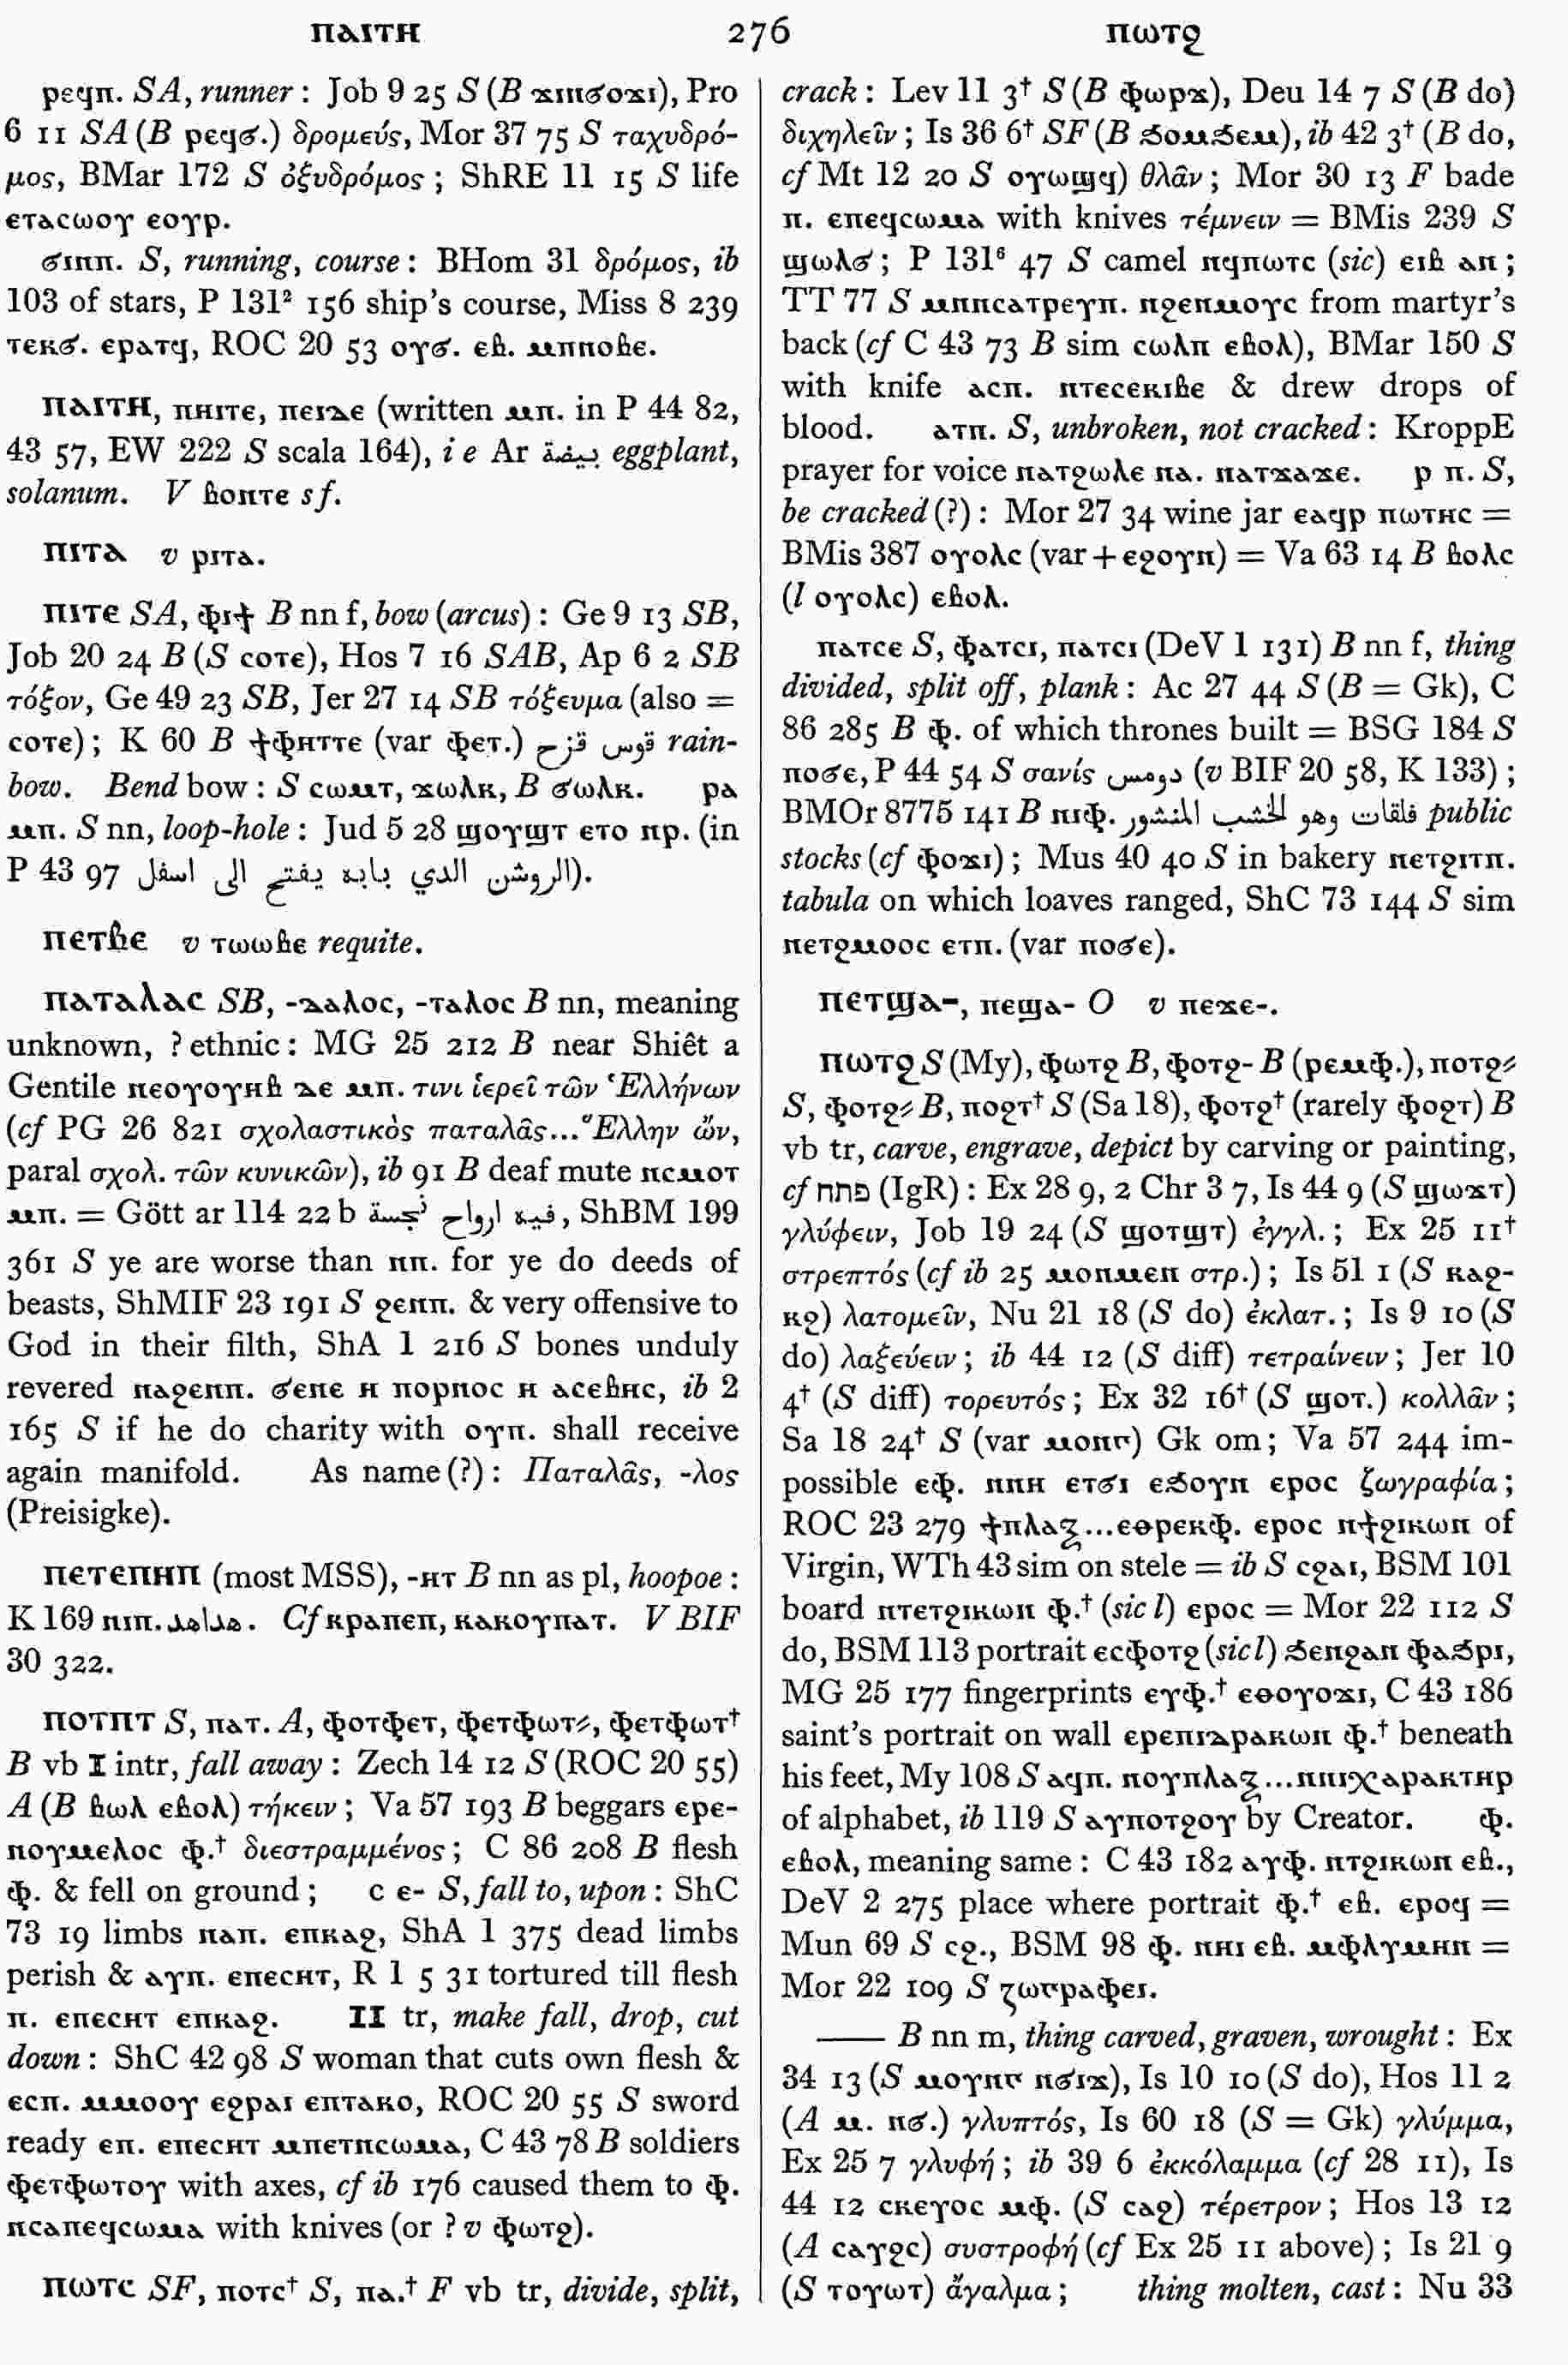 ⲡⲁⲓⲧⲏ 276 ⲡⲱⲧϩ
ⲣⲉϥⲡ. SA, runner : Job 9 25 S (B ϫⲓⲛϭⲟϫⲓ), Pro
6 11 SA (B ⲣⲉϥϭ.) δρομεύς, Mor 37 75 S ταχυδρό-
μος, BMar 172 S ὀξυδρόμος ; ShRE 11 15 S life
ⲉⲧⲁⲥⲱⲟⲩ ⲉⲟⲩⲣ.
ϭⲓⲛⲡ. S, running, course : BHom 31 δρόμος, ib
103 of stars, P 131² 156 ship's course, Miss 8 239
ⲧⲉⲕϭ. ⲉⲣⲁⲧϥ, ROC 20 53 ⲟⲩϭ. ⲉⲃ. ⲙⲡⲛⲟⲃⲉ.
ⲡⲁⲓⲧⲏ, ⲡⲏⲓⲧⲉ, ⲡⲉⲓⲇⲉ (written ⲙⲡ. in P 44 82,
43 57, EW 222 S scala 164), i e Ar بيضة eggplant,
solanum. V ⲃⲟⲛⲧⲉ s f.
ⲡⲓⲧⲁ v ⲣⲓⲧⲁ.
ⲡⲓⲧⲉ SA, ⲫⲓϯ B nn f, bow (arcus) : Ge 9 13 SB,
Job 20 24 B (S ⲥⲟⲧⲉ), Hos 7 16 SAB, Ap 6 2 SB
τόξον, Ge 49 23 SB, Jer 27 14 SB τόξευμα (also =
ⲥⲟⲧⲉ) ; K 60 B ϯⲫⲏⲧⲧⲉ (var ⲫⲉⲧ.) قوس قزح rain-
bow. Bend bow : S ⲥⲱⲙⲧ, ϫⲱⲗⲕ, B ϭⲱⲗⲕ. ⲣⲁ
ⲙⲡ. S nn, loop-hole : Jud 5 28 ϣⲟⲩϣⲧ ⲉⲧⲟ ⲛⲣ. (in
P 43 97 الروشن الدي بابه يفتح الى اسفل).
ⲡⲉⲧⲃⲉ v ⲧⲱⲱⲃⲉ requite.
ⲡⲁⲧⲁⲗⲁⲥ SB, -ⲇⲁⲗⲟⲥ, -ⲧⲁⲗⲟⲥ B nn, meaning
unknown, ? ethnic : MG 25 212 B near Shiêt a
Gentile ⲛⲉⲟⲩⲟⲩⲏⲃ ⲇⲉ ⲙⲡ. τινι ἱερεῖ τῶν Ἑλλήνων
(cf PG 26 821 σχολαστικὸς παταλᾶς...Ἕλλην ὤν,
paral σχολ. τῶν κυνικῶν), ib 91 B deaf mute ⲛⲥⲙⲟⲧ
ⲙⲡ. = Gött ar 114 22 b فيه ارواح نجسة, ShBM 199
361 S ye are worse than ⲛⲡ. for ye do deeds of
beasts, ShMIF 23 191 S ϩⲉⲛⲡ. & very offensive to
God in their filth, ShA 1 216 S bones unduly
revered ⲛⲁϩⲉⲛⲡ. ϭⲉⲛⲉ ⲏ ⲡⲟⲣⲛⲟⲥ ⲏ ⲁⲥⲉⲃⲏⲥ, ib 2
165 S if he do charity with ⲟⲩⲡ. shall receive
again manifold. As name (?) : Παταλᾶς, -λος
(Preisigke).
ⲡⲉⲧⲉⲡⲏⲡ (most MSS), -ⲏⲧ B nn as pl, hoopoe :
K 169 ⲛⲓⲡ. هداهد. Cf ⲕⲣⲁⲡⲉⲡ, ⲕⲁⲕⲟⲩⲡⲁⲧ. V BIF
30 322.
ⲡⲟⲧⲡⲧ S, ⲡⲁⲧ. A, ⲫⲟⲧⲫⲉⲧ, ⲫⲉⲧⲫⲱⲧ⸗, ⲫⲉⲧⲫⲱⲧ†
B vb I intr, fall away : Zech 14 12 S (ROC 20 55)
A (B ⲃⲱⲗ ⲉⲃⲟⲗ) τήκειν ; Va 57 193 B beggars ⲉⲣⲉ-
ⲛⲟⲩⲙⲉⲗⲟⲥ ⲫ.† διεστραμμένος ; C 86 208 B flesh
ⲫ. & fell on ground ; c ⲉ- S, fall to, upon : ShC
73 19 limbs ⲛⲁⲡ. ⲉⲡⲕⲁϩ, ShA 1 375 dead limbs
perish & ⲁⲩⲡ. ⲉⲡⲉⲥⲏⲧ, R 1 5 31 tortured till flesh
ⲡ. ⲉⲡⲉⲥⲏⲧ ⲉⲡⲕⲁϩ. II tr, make fall, drop, cut
down : ShC 42 98 S woman that cuts own flesh &
ⲉⲥⲡ. ⲙⲙⲟⲟⲩ ⲉϩⲣⲁⲓ ⲉⲡⲧⲁⲕⲟ, ROC 20 55 S sword
ready ⲉⲡ. ⲉⲡⲉⲥⲏⲧ ⲙⲡⲉⲧⲛⲥⲱⲙⲁ, C 43 78 B soldiers
ⲫⲉⲧⲫⲱⲧⲟⲩ with axes, cf ib 176 caused them to ⲫ.
ⲛⲥⲁⲡⲉϥⲥⲱⲙⲁ with knives (or ? v ⲫⲱⲧϩ).
ⲡⲱⲧⲥ SF, ⲡⲟⲧⲥ† S, ⲡⲁ.† F vb tr, divide, split,
crack : Lev 11 3† S (B ⲫⲱⲣϫ), Deu 14 7 S (B do)
διχηλεῖν ; Is 36 6† SF (B ϧⲟⲙϧⲉⲙ), ib 42 3† (B do,
cf Mt 12 20 S ⲟⲩⲱϣϥ) θλᾶν ; Mor 30 13 F bade
ⲡ. ⲉⲡⲉϥⲥⲱⲙⲁ with knives τέμνειν = BMis 239 S
ϣⲱⲗϭ ; P 131⁶ 47 S camel ⲛϥⲡⲱⲧⲥ (sic) ⲉⲓⲃ ⲁⲛ ;
TT 77 S ⲙⲛⲛⲥⲁⲧⲣⲉⲩⲡ. ⲛϩⲉⲛⲙⲟⲩⲥ from martyr's
back (cf C 43 73 B sim ⲥⲱⲗⲡ ⲉⲃⲟⲗ), BMar 150 S
with knife ⲁⲥⲡ. ⲛⲧⲉⲥⲉⲕⲓⲃⲉ & drew drops of
blood. ⲁⲧⲡ. S, unbroken, not cracked : KroppE
prayer for voice ⲛⲁⲧϩⲱⲗⲉ ⲛⲁ. ⲛⲁⲧϫⲁϫⲉ. ⲣ ⲡ. S,
be cracked (?) : Mor 27 34 wine jar ⲉⲁϥⲣ ⲡⲱⲧⲏⲥ =
BMis 387 ⲟⲩⲟⲗⲥ (var + ⲉϩⲟⲩⲛ) = Va 63 14 B ⲃⲟⲗⲥ
(l ⲟⲩⲟⲗⲥ) ⲉⲃⲟⲗ.
ⲡⲁⲧⲥⲉ S, ⲫⲁⲧⲥⲓ, ⲡⲁⲧⲥⲓ (DeV 1 131) B nn f, thing
divided, split off, plank : Ac 27 44 S (B = Gk), C
86 285 B ⲫ. of which thrones built = BSG 184 S
ⲡⲟϭⲉ, P 44 54 S σανίς دومس (v BIF 20 58, K 133) ;
BMOr 8775 141 B ⲡⲓⲫ. فلقات وهو الخشب المنشور public
stocks (cf ⲫⲟϫⲓ) ; Mus 40 40 S in bakery ⲡⲉⲧϩⲓⲧⲡ.
tabula on which loaves ranged, ShC 73 144 S sim
ⲛⲉⲧϩⲙⲟⲟⲥ ⲉⲧⲡ. (var ⲡⲟϭⲉ).
ⲡⲉⲧϣⲁ-, ⲡⲉϣⲁ- O v ⲡⲉϫⲉ-.
ⲡⲱⲧϩ S (My), ⲫⲱⲧϩ B, ⲫⲟⲧϩ- B (ⲣⲉⲙⲫ.), ⲡⲟⲧϩ⸗
S, ⲫⲟⲧϩ⸗ B, ⲡⲟϩⲧ† S (Sa 18), ⲫⲟⲧϩ† (rarely ⲫⲟϩⲧ) B
vb tr, carve, engrave, depict by carving or painting,
cf פתח (IgR) : Ex 28 9, 2 Chr 3 7, Is 44 9 (S ϣⲱϫⲧ)
γλύφειν, Job 19 24 (S ϣⲟⲧϣⲧ) ἐγγλ. ; Ex 25 11†
στρεπτός (cf ib 25 ⲙⲟⲛⲙⲉⲛ στρ.) ; Is 51 1 (S ⲕⲁϩ-
ⲕϩ) λατομεῖν, Nu 21 18 (S do) ἐκλατ. ; Is 9 10 (S
do) λαξεύειν ; ib 44 12 (S diff) τετραίνειν ; Jer 10
4† (S diff) τορευτός ; Ex 32 16† (S ϣⲟⲧ.) κολλᾶν ;
Sa 18 24† S (var ⲙⲟⲛⲅ) Gk om ; Va 57 244 im-
possible ⲉⲫ. ⲛⲛⲏ ⲉⲧϭⲓ ⲉϧⲟⲩⲛ ⲉⲣⲟⲥ ζωγραφία ;
ROC 23 279 ϯⲡⲗⲁⲝ...ⲉⲑⲣⲉⲕⲫ. ⲉⲣⲟⲥ ⲛϯϩⲓⲕⲱⲛ of
Virgin, WTh 43 sim on stele = ib S ⲥϩⲁⲓ, BSM 101
board ⲛⲧⲉⲧϩⲓⲕⲱⲛ ⲫ.† (sic l) ⲉⲣⲟⲥ = Mor 22 112 S
do, BSM 113 portrait ⲉⲥⲫⲟⲧϩ (sic l) ϧⲉⲛϩⲁⲛ ⲫⲁϧⲣⲓ,
MG 25 177 fingerprints ⲉⲩⲫ.† ⲉⲑⲟⲩⲟϫⲓ, C 43 186
saint's portrait on wall ⲉⲣⲉⲡⲓⲇⲣⲁⲕⲱⲛ ⲫ.† beneath
his feet, My 108 S ⲁϥⲡ. ⲛⲟⲩⲡⲗⲁⲝ...ⲛⲛⲓⲭⲁⲣⲁⲕⲧⲏⲣ
of alphabet, ib 119 S ⲁⲩⲡⲟⲧϩⲟⲩ by Creator. ⲫ.
ⲉⲃⲟⲗ, meaning same : C 43 182 ⲁⲩⲫ. ⲛⲧϩⲓⲕⲱⲛ ⲉⲃ.,
DeV 2 275 place where portrait ⲫ.† ⲉⲃ. ⲉⲣⲟϥ =
Mun 69 S ⲥϩ., BSM 98 ⲫ. ⲛⲏⲓ ⲉⲃ. ⲙⲫⲗⲩⲙⲏⲛ =
Mor 22 109 S ⲍⲱⲅⲣⲁⲫⲉⲓ.
—— B nn m, thing carved, graven, wrought : Ex
34 13 (S ⲙⲟⲩⲛⲅ ⲛϭⲓϫ), Is 10 10 (S do), Hos 11 2
(A ⲙ. ⲛϭ.) γλυπτός, Is 60 18 (S = Gk) γλύμμα,
Ex 25 7 γλυφή ; ib 39 6 ἐκκόλαμμα (cf 28 11), Is
44 12 ⲥⲕⲉⲩⲟⲥ ⲙⲫ. (S ⲥⲁϩ) τέρετρον ; Hos 13 12
(A ⲥⲁⲩϩⲥ) συστροφή (cf Ex 25 11 above) ; Is 21 9
(S ⲧⲟⲩⲱⲧ) ἄγαλμα ; thing molten, cast : Nu 33